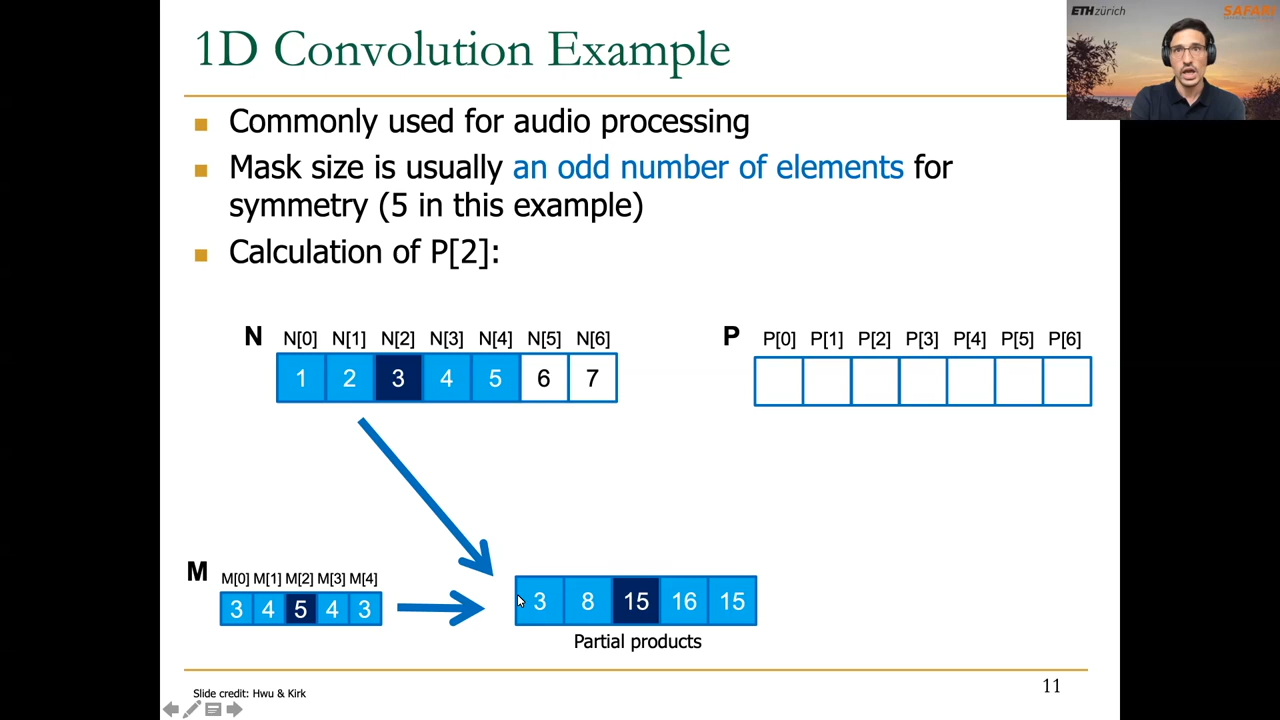 1D Convolution Example
ETHzürich
SAFARI
Commonly used for audio processing
Mask size is usually an odd number of elements for
symmetry (5 in this example)
Calculation of P[2]:
N N[0] N[1] N[2] N[3] N[4] N[5] N[6]
1 2 3 4 5 6 7
P P[0] P[1] P[2] P[3] P[4] P[5] P[6]
M M[0] M[1] M[2] M[3] M[4]
3 4 5 4 3
3 8 15 16 15
Partial products
Slide credit: Hwu & Kirk
11